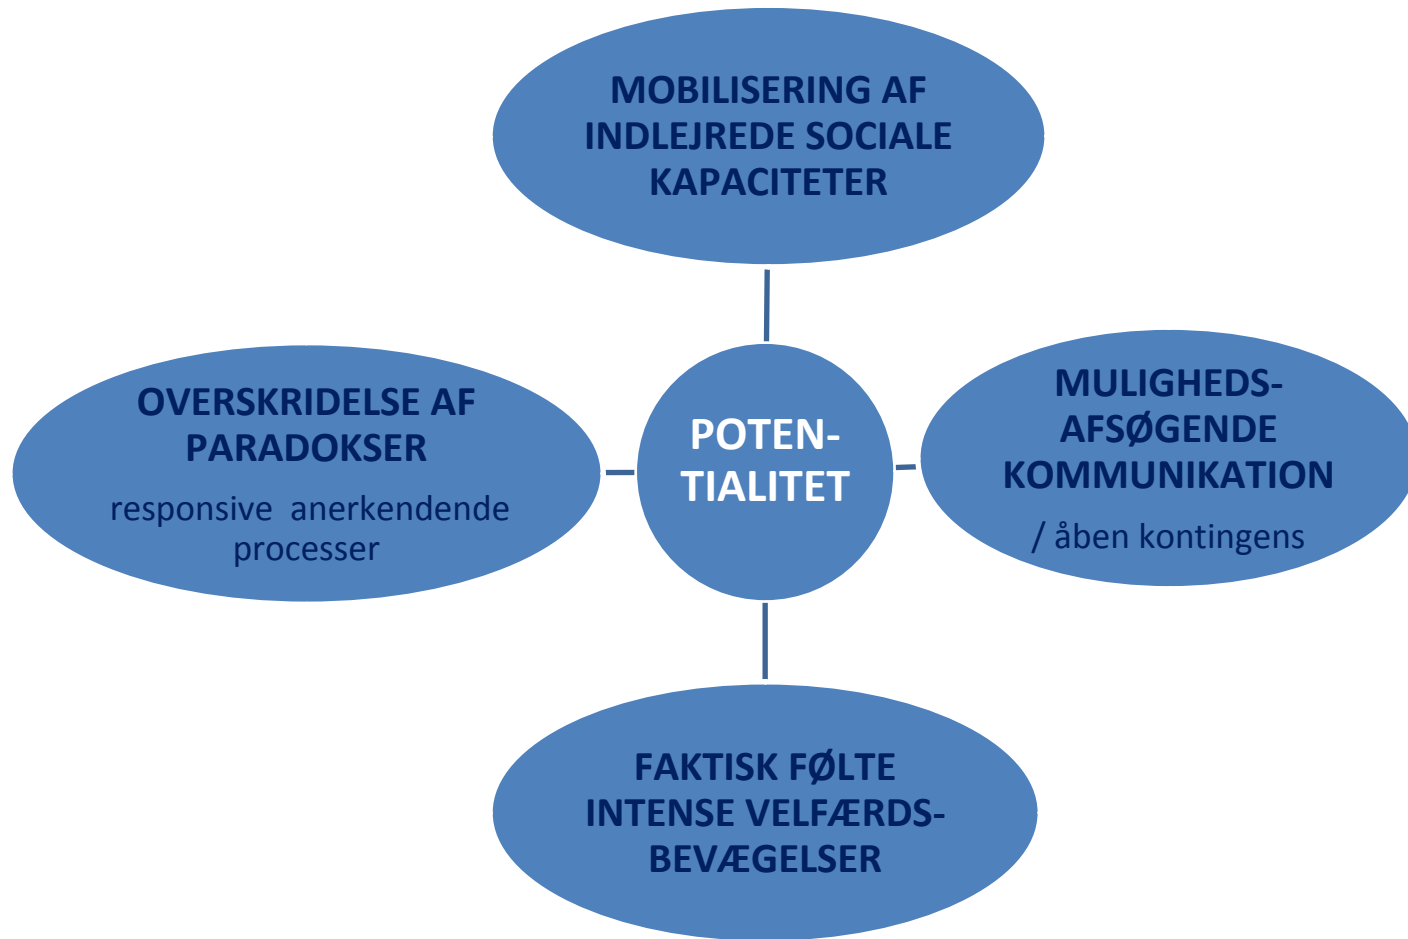 MOBILISERING AF
INDLEJREDE SOCIALE
KAPACITETER
OVERSKRIDELSE AF
PARADOKSER
responsive  anerkendende
processer
POTEN-
TIALITET
MULIGHEDS-
AFSØGENDE
KOMMUNIKATION
/ åben kontingens
FAKTISK FØLTE
INTENSE VELFÆRDS-
BEVÆGELSER